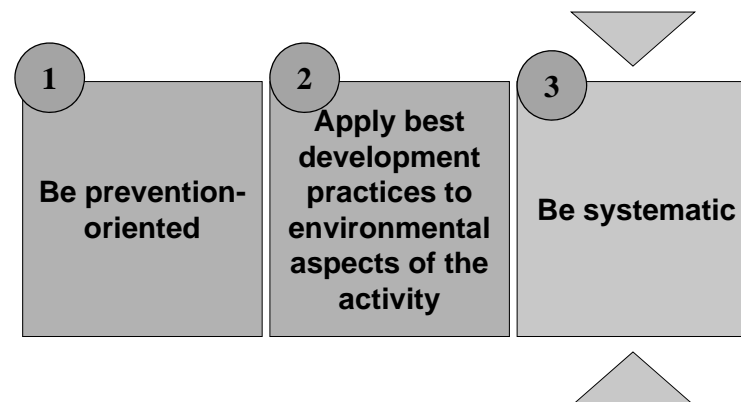 1
Be prevention-
oriented
2
Apply best
development
practices to
environmental
aspects of the
activity
3
Be systematic